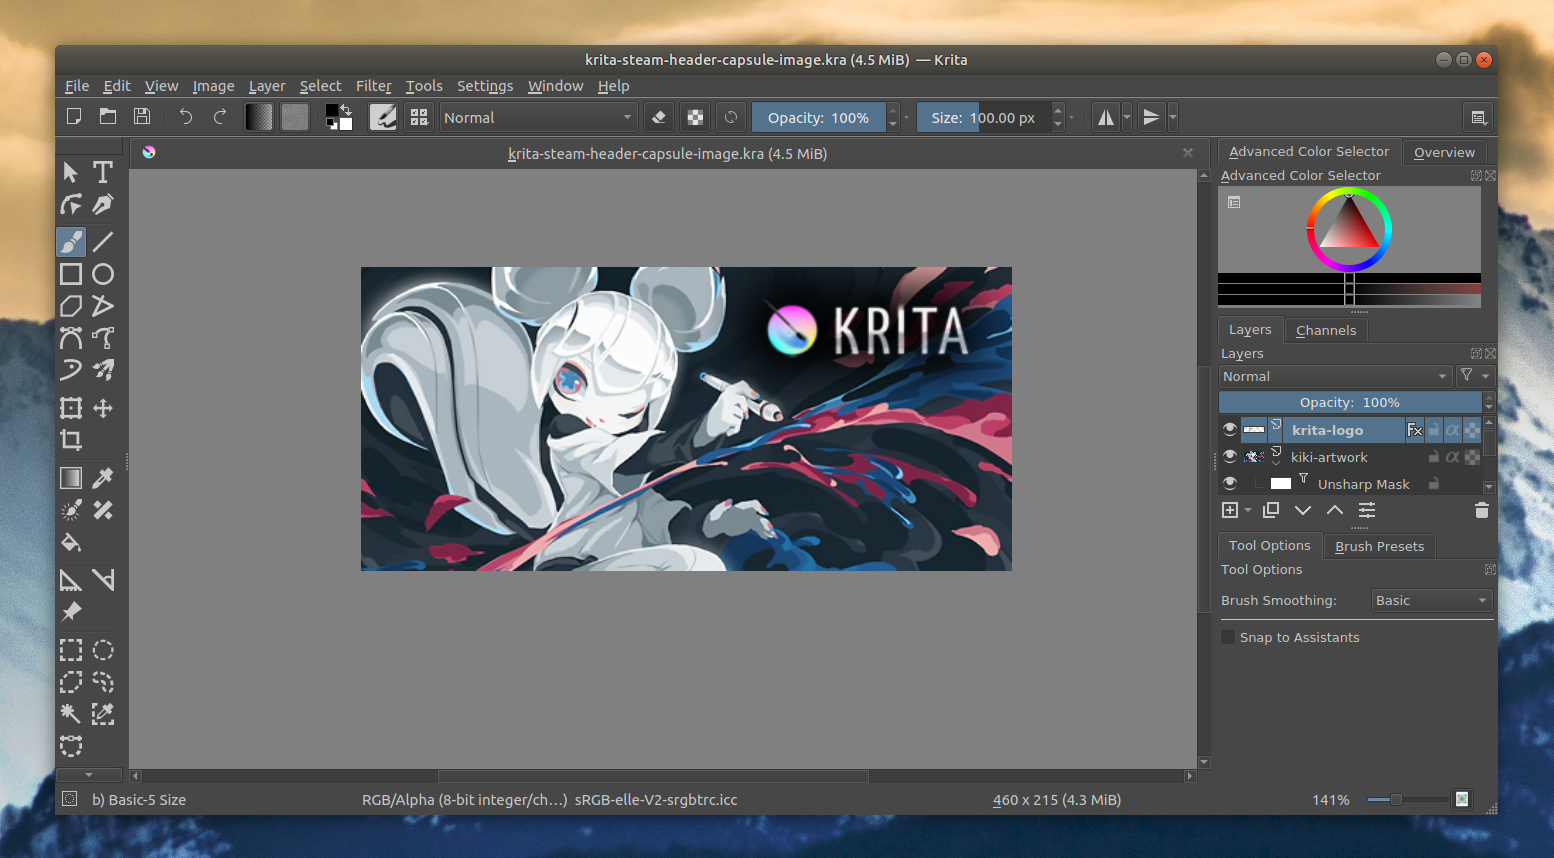 krita-steam-header-capsule-image.kra (4.5 MiB) — Krita
File Edit View Image Layer Select Filter Tools Settings Window Help
Normal Opacity: 100% Size: 100.00 px
krita-steam-header-capsule-image.kra (4.5 MiB)
Advanced Color Selector Overview
Advanced Color Selector
KRITA
Layers Channels
Layers
Normal
Opacity: 100%
krita-logo Fx α
kiki-artwork α
Unsharp Mask
Tool Options Brush Presets
Tool Options
Brush Smoothing: Basic
Snap to Assistants
b) Basic-5 Size RGB/Alpha (8-bit integer/ch...) sRGB-elle-V2-srgbtrc.icc 460 x 215 (4.3 MiB) 141%